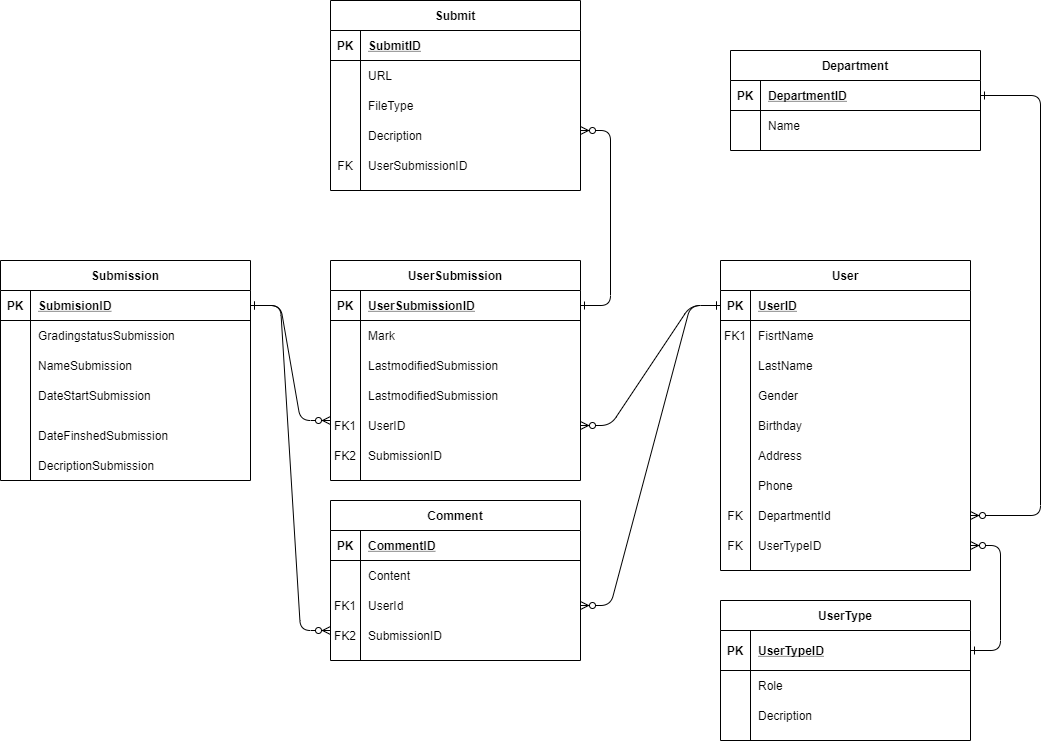 Submit
PK SubmitID
URL
FileType
Decription
FK UserSubmissionID
Department
PK DepartmentID
Name
Submission
PK SubmisionID
GradingstatusSubmission
NameSubmission
DateStartSubmission
DateFinshedSubmission
DecriptionSubmission
UserSubmission
PK UserSubmissionID
Mark
LastmodifiedSubmission
LastmodifiedSubmission
FK1 UserID
FK2 SubmissionID
User
PK UserID
FK1 FisrtName
LastName
Gender
Birthday
Address
Phone
FK DepartmentId
FK UserTypeID
Comment
PK CommentID
Content
FK1 UserId
FK2 SubmissionID
UserType
PK UserTypeID
Role
Decription